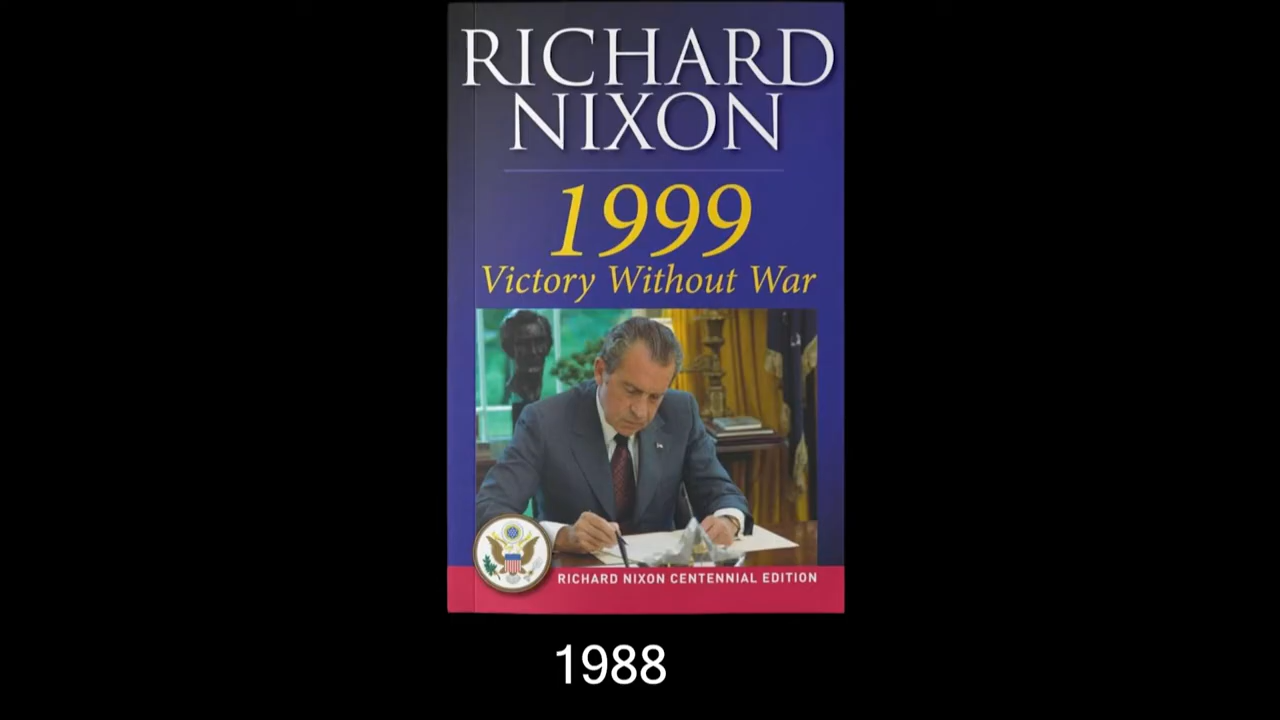 RICHARD
NIXON
1999
Victory Without War
RICHARD NIXON CENTENNIAL EDITION
1988